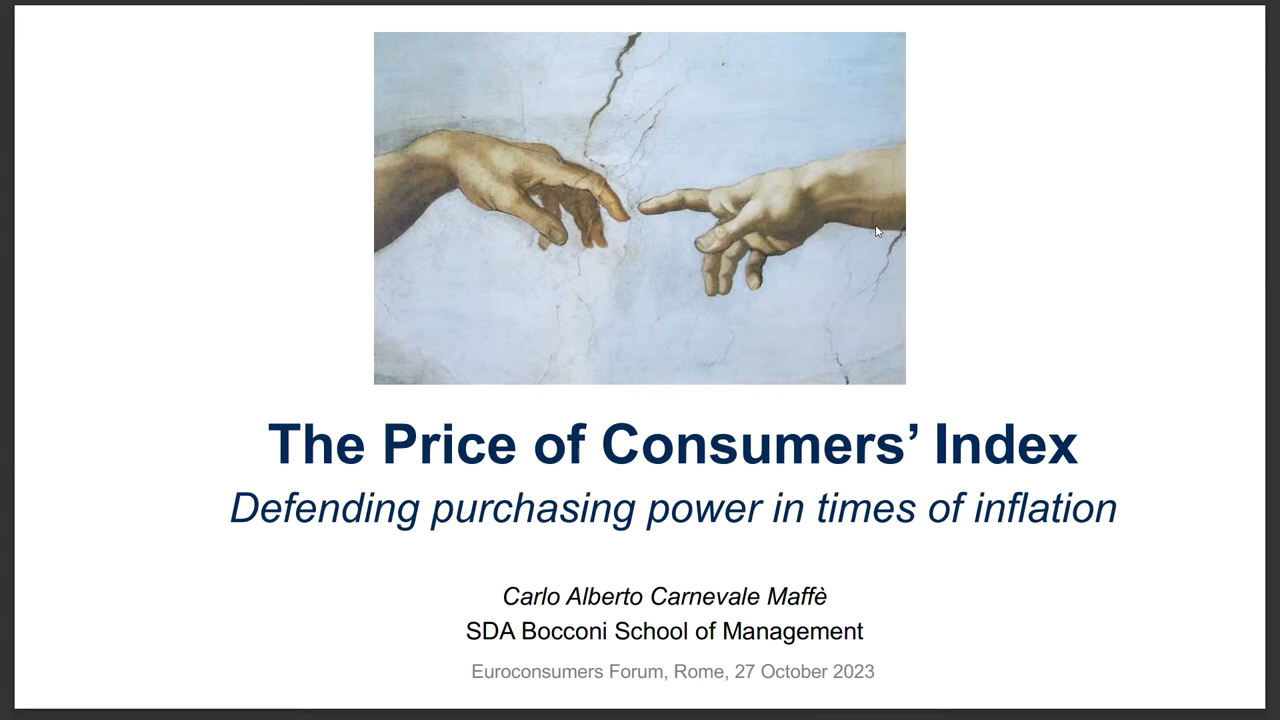 The Price of Consumers’ Index
Defending purchasing power in times of inflation
Carlo Alberto Carnevale Maffè
SDA Bocconi School of Management
Euroconsumers Forum, Rome, 27 October 2023